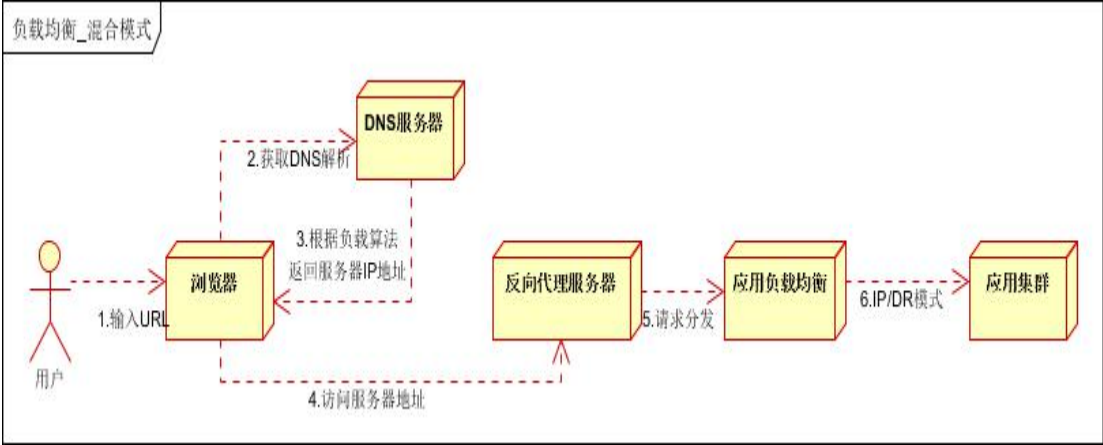 负载均衡_混合模式
DNS服务器
2.获取DNS解析
3.根据负载算法
返回服务器IP地址
浏览器
反向代理服务器
应用负载均衡
应用集群
1.输入URL
5.请求分发
6.IP/DR模式
用户
4.访问服务器地址